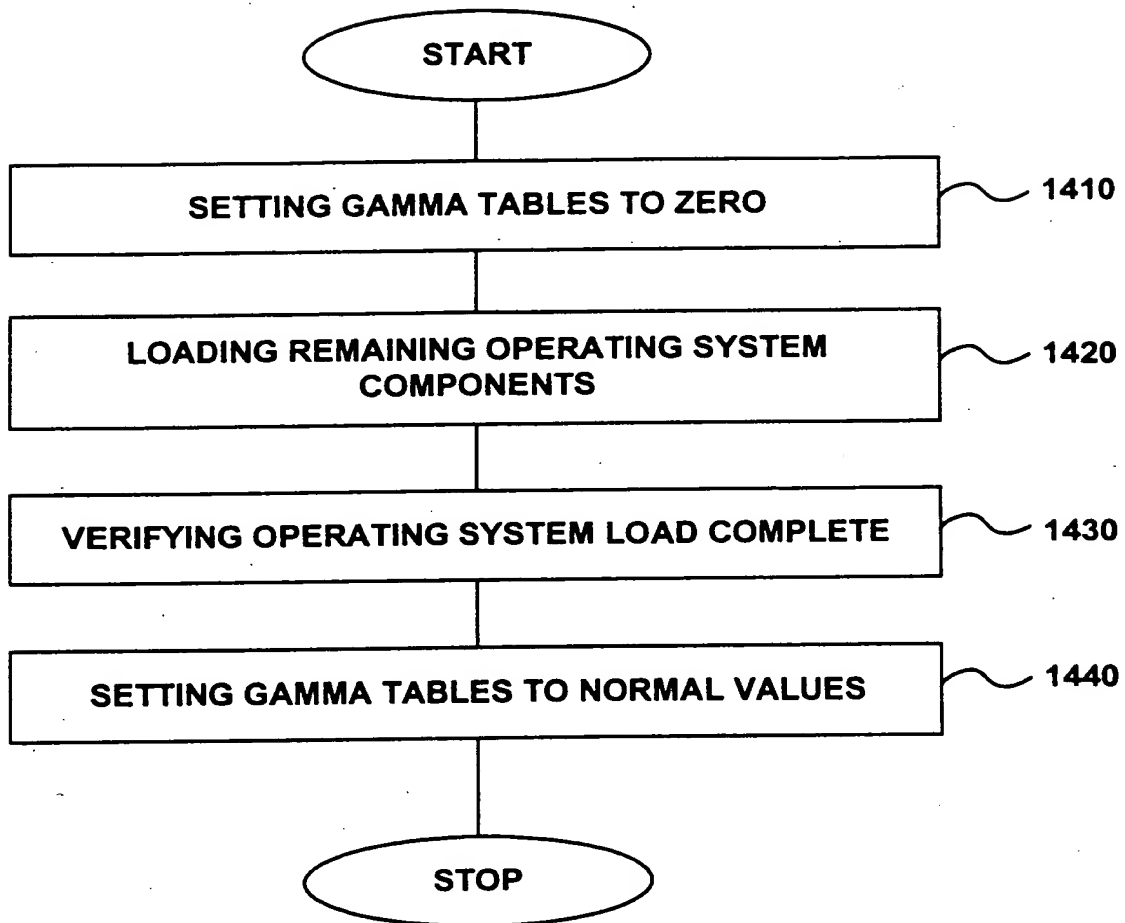 START
SETTING GAMMA TABLES TO ZERO
1410
LOADING REMAINING OPERATING SYSTEM
COMPONENTS
1420
VERIFYING OPERATING SYSTEM LOAD COMPLETE
1430
SETTING GAMMA TABLES TO NORMAL VALUES
1440
STOP